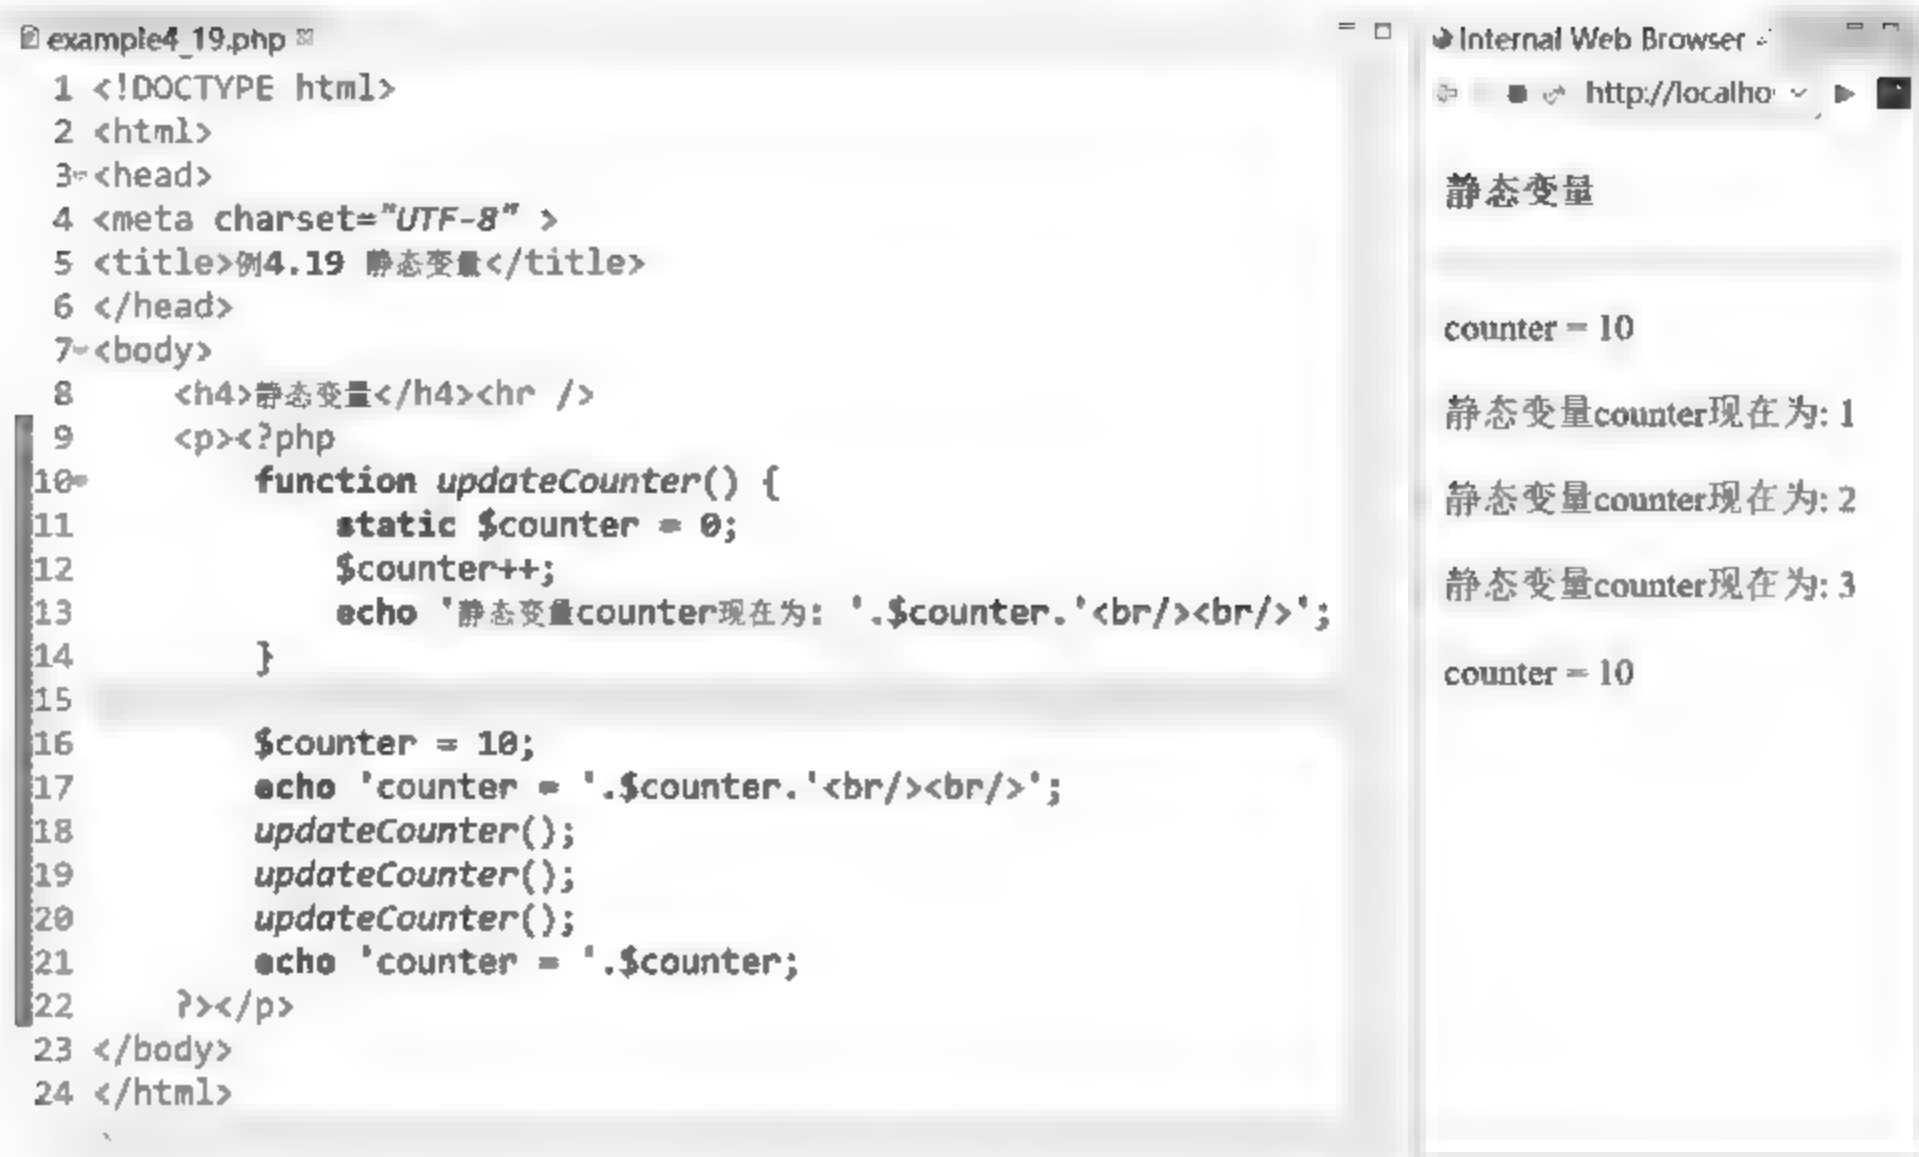 example4_19.php
1 <!DOCTYPE html>
2 <html>
3 <head>
4 <meta charset="UTF-8" >
5 <title>例4.19 静态变量</title>
6 </head>
7 <body>
8     <h4>静态变量</h4><hr />
9     <p><?php
10         function updateCounter() {
11             static $counter = 0;
12             $counter++;
13             echo '静态变量counter现在为: '.$counter.'<br/><br/>';
14         }
15
16         $counter = 10;
17         echo 'counter = '.$counter.'<br/><br/>';
18         updateCounter();
19         updateCounter();
20         updateCounter();
21         echo 'counter = '.$counter;
22     ?></p>
23 </body>
24 </html>
Internal Web Browser
http://localho
静态变量
counter = 10
静态变量counter现在为: 1
静态变量counter现在为: 2
静态变量counter现在为: 3
counter = 10